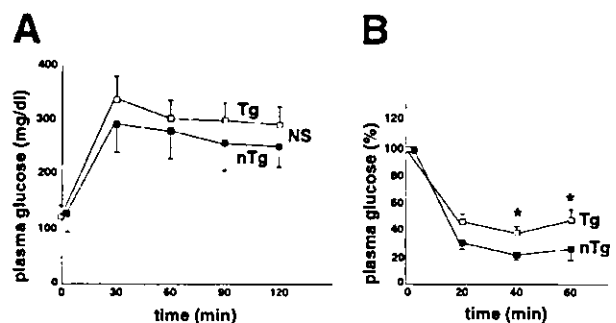 A
plasma glucose (mg/dl)
400
300
200
100
0
Tg
NS
nTg
0 30 60 90 120
time (min)
B
plasma glucose (%)
120
100
80
60
40
20
0
* *
Tg
nTg
0 20 40 60
time (min)